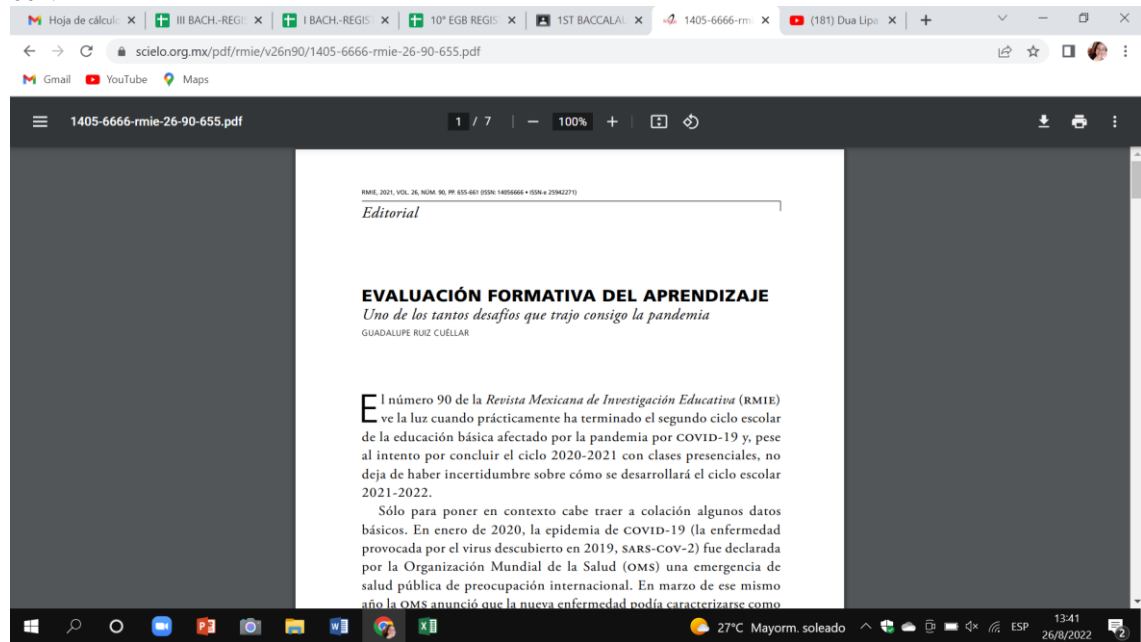 Hoja de cálculo
III BACH.-REGIS
I BACH.-REGIS
10° EGB REGIS
1ST BACCALAU
1405-6666-rmi
(181) Dua Lipa
scielo.org.mx/pdf/rmie/v26n90/1405-6666-rmie-26-90-655.pdf
Gmail YouTube Maps
1405-6666-rmie-26-90-655.pdf 1 / 7 100%
RMIE, 2021, VOL. 26, NÚM. 90, PP. 655-661 (ISSN: 14056666 • ISSN-e 25942271)
Editorial
EVALUACIÓN FORMATIVA DEL APRENDIZAJE
Uno de los tantos desafíos que trajo consigo la pandemia
GUADALUPE RUIZ CUÉLLAR
El número 90 de la Revista Mexicana de Investigación Educativa (RMIE)
ve la luz cuando prácticamente ha terminado el segundo ciclo escolar
de la educación básica afectado por la pandemia por COVID-19 y, pese
al intento por concluir el ciclo 2020-2021 con clases presenciales, no
deja de haber incertidumbre sobre cómo se desarrollará el ciclo escolar
2021-2022.
Sólo para poner en contexto cabe traer a colación algunos datos
básicos. En enero de 2020, la epidemia de COVID-19 (la enfermedad
provocada por el virus descubierto en 2019, SARS-COV-2) fue declarada
por la Organización Mundial de la Salud (OMS) una emergencia de
salud pública de preocupación internacional. En marzo de ese mismo
año la OMS anunció que la nueva enfermedad podía caracterizarse como
27°C Mayorm. soleado ESP 13:41
26/8/2022